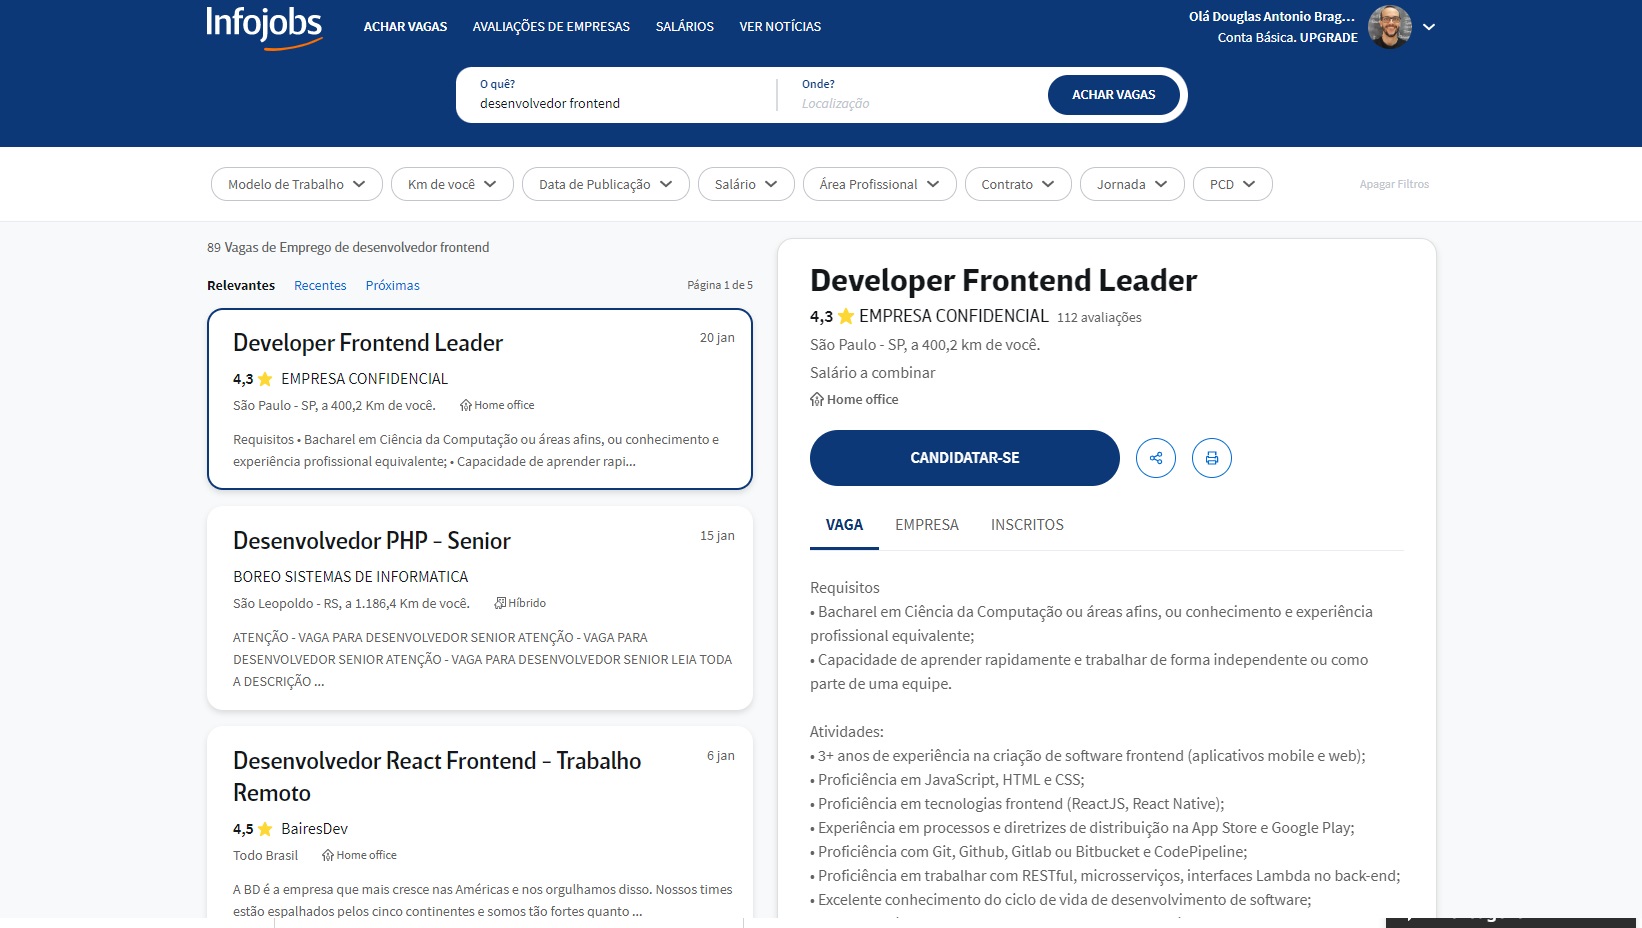 Infojobs
ACHAR VAGAS
AVALIAÇÕES DE EMPRESAS
SALÁRIOS
VER NOTÍCIAS
Olá Douglas Antonio Brag...
Conta Básica. UPGRADE
O quê?
desenvolvedor frontend
Onde?
Localização
ACHAR VAGAS
Modelo de Trabalho
Km de você
Data de Publicação
Salário
Área Profissional
Contrato
Jornada
PCD
Apagar Filtros
89 Vagas de Emprego de desenvolvedor frontend
Relevantes
Recentes
Próximas
Página 1 de 5
Developer Frontend Leader
20 jan
4,3 EMPRESA CONFIDENCIAL
São Paulo - SP, a 400,2 Km de você.
Home office
Requisitos • Bacharel em Ciência da Computação ou áreas afins, ou conhecimento e
experiência profissional equivalente; • Capacidade de aprender rapi...
Desenvolvedor PHP - Senior
15 jan
BOREO SISTEMAS DE INFORMATICA
São Leopoldo - RS, a 1.186,4 Km de você.
Híbrido
ATENÇÃO - VAGA PARA DESENVOLVEDOR SENIOR ATENÇÃO - VAGA PARA
DESENVOLVEDOR SENIOR ATENÇÃO - VAGA PARA DESENVOLVEDOR SENIOR LEIA TODA
A DESCRIÇÃO ...
Desenvolvedor React Frontend - Trabalho
Remoto
6 jan
4,5 BairesDev
Todo Brasil
Home office
A BD é a empresa que mais cresce nas Américas e nos orgulhamos disso. Nossos times
estão espalhados pelos cinco continentes e somos tão fortes quanto ...
Developer Frontend Leader
4,3 EMPRESA CONFIDENCIAL 112 avaliações
São Paulo - SP, a 400,2 km de você.
Salário a combinar
Home office
CANDIDATAR-SE
VAGA
EMPRESA
INSCRITOS
Requisitos
• Bacharel em Ciência da Computação ou áreas afins, ou conhecimento e experiência
profissional equivalente;
• Capacidade de aprender rapidamente e trabalhar de forma independente ou como
parte de uma equipe.
Atividades:
• 3+ anos de experiência na criação de software frontend (aplicativos mobile e web);
• Proficiência em JavaScript, HTML e CSS;
• Proficiência em tecnologias frontend (ReactJS, React Native);
• Experiência em processos e diretrizes de distribuição na App Store e Google Play;
• Proficiência com Git, Github, Gitlab ou Bitbucket e CodePipeline;
• Proficiência em trabalhar com RESTful, microsserviços, interfaces Lambda no back-end;
• Excelente conhecimento do ciclo de vida de desenvolvimento de software;